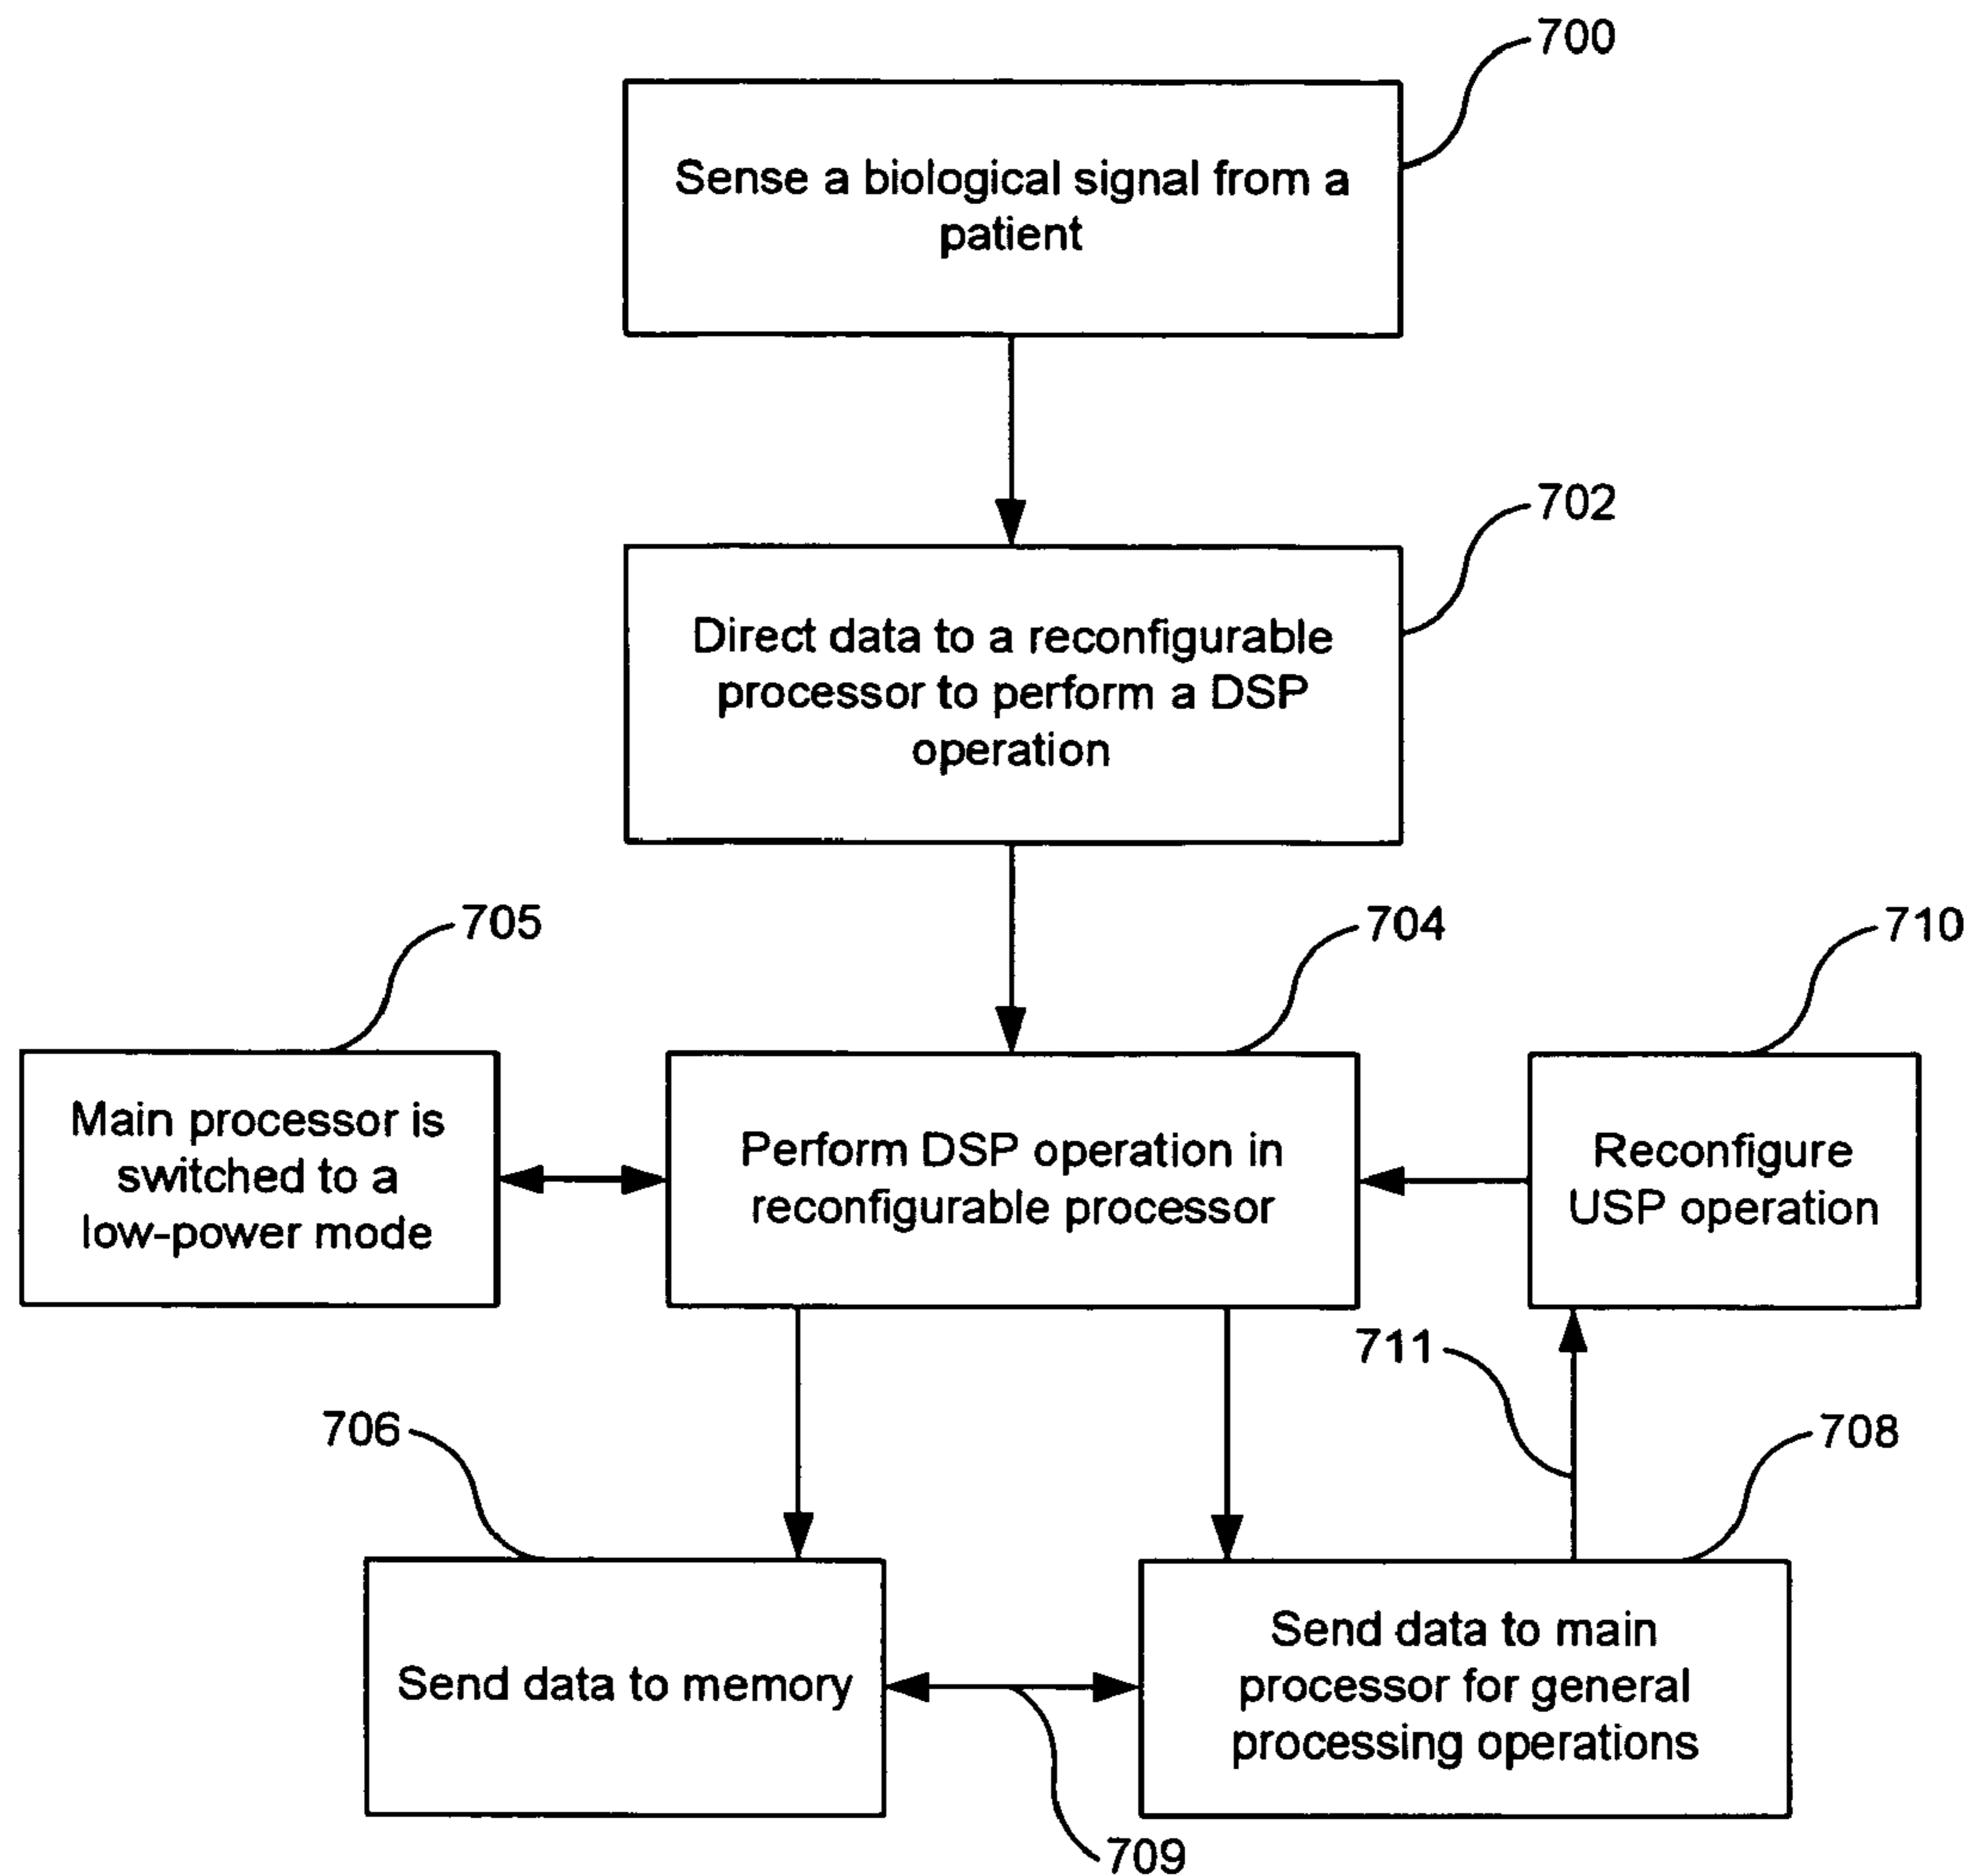 700
Sense a biological signal from a
patient
702
Direct data to a reconfigurable
processor to perform a DSP
operation
705
704
710
Main processor is
switched to a
low-power mode
Perform DSP operation in
reconfigurable processor
Reconfigure
USP operation
711
706
708
Send data to memory
Send data to main
processor for general
processing operations
709